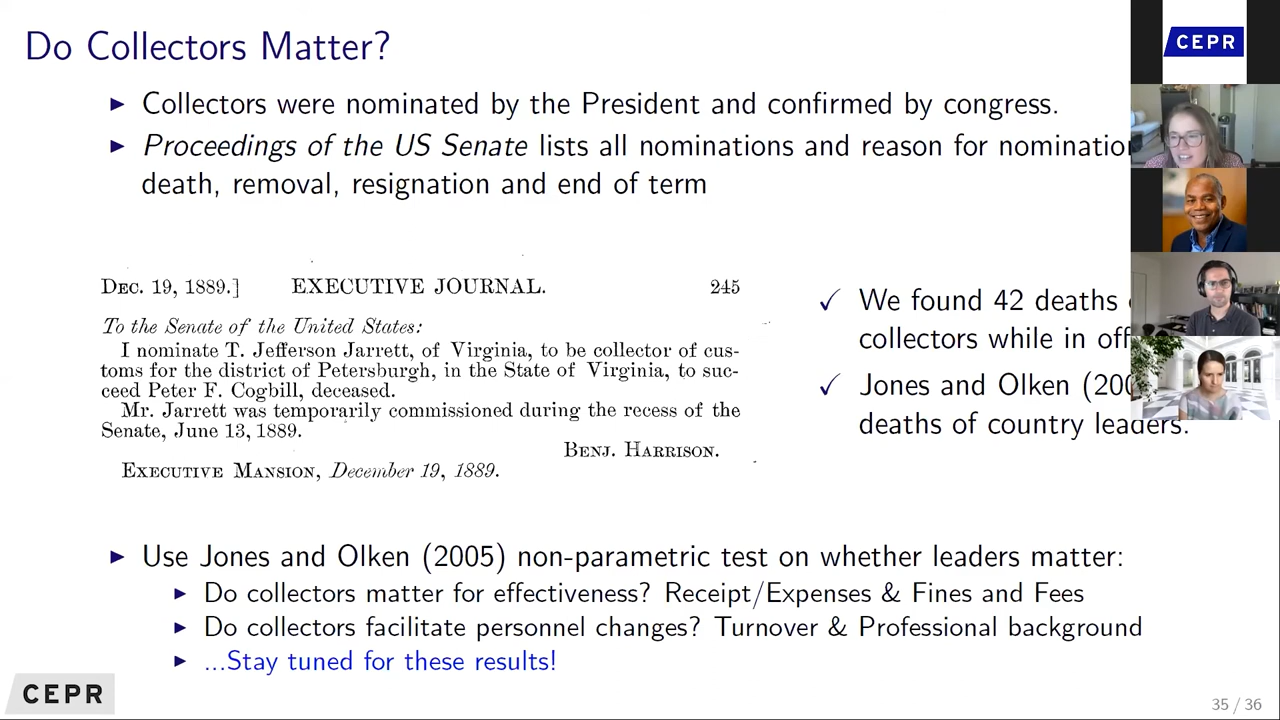 Do Collectors Matter?
Collectors were nominated by the President and confirmed by congress.
Proceedings of the US Senate lists all nominations and reason for
death, removal, resignation and end of term
DEC. 19, 1889.] EXECUTIVE JOURNAL. 245
To the Senate of the United States:
I nominate T. Jefferson Jarrett, of Virginia, to be collector of cus-
toms for the district of Petersburgh, in the State of Virginia, to suc-
ceed Peter F. Cogbill, deceased.
Mr. Jarrett was temporarily commissioned during the recess of the
Senate, June 13, 1889.
BENJ. HARRISON.
EXECUTIVE MANSION, December 19, 1889.
✓ We found 42 deaths
collectors while in
✓ Jones and Olken
deaths of country leaders.
Use Jones and Olken (2005) non-parametric test on whether leaders matter:
Do collectors matter for effectiveness? Receipt/Expenses & Fines and Fees
Do collectors facilitate personnel changes? Turnover & Professional background
...Stay tuned for these results!
CEPR
35 / 36
CEPR